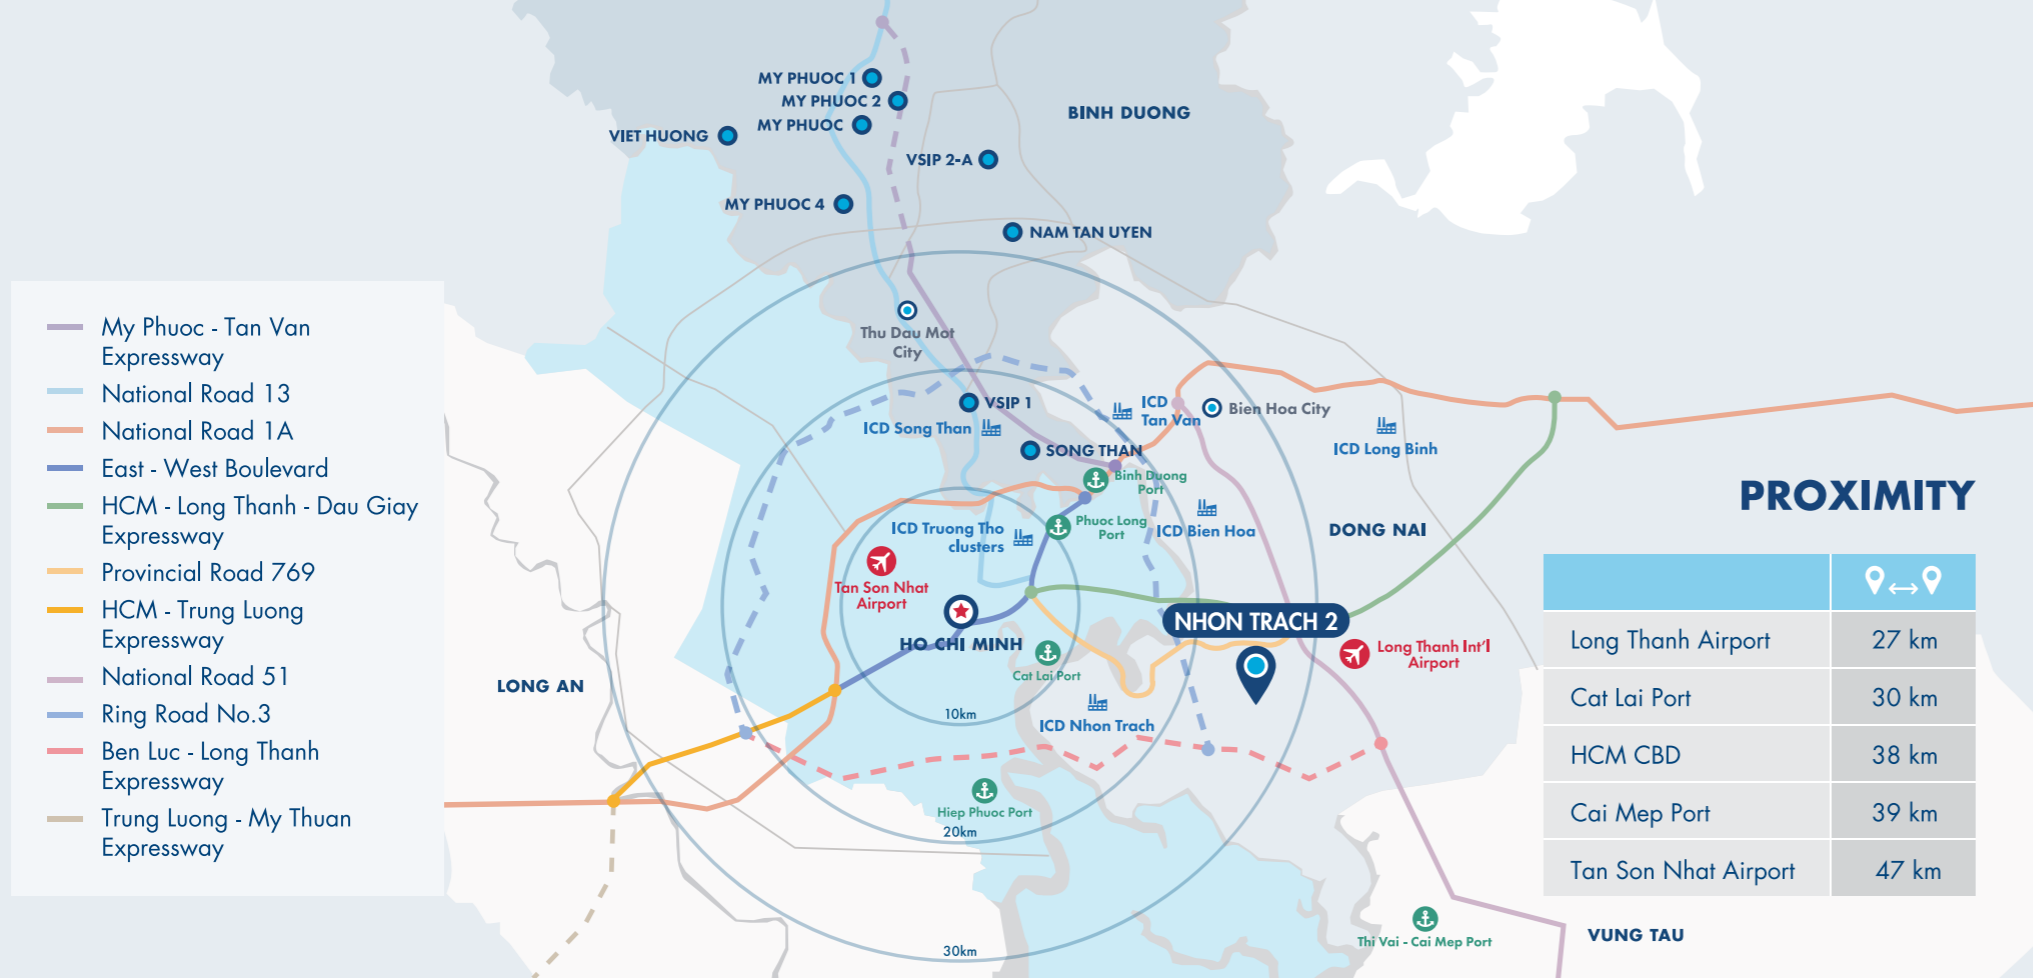 MY PHUOC 1
MY PHUOC 2
MY PHUOC
VIET HUONG
BINH DUONG
VSIP 2-A
MY PHUOC 4
NAM TAN UYEN
My Phuoc - Tan Van
Expressway
National Road 13
National Road 1A
East - West Boulevard
HCM - Long Thanh - Dau Giay
Expressway
Provincial Road 769
HCM - Trung Luong
Expressway
National Road 51
Ring Road No.3
Ben Luc - Long Thanh
Expressway
Trung Luong - My Thuan
Expressway
Thu Dau Mot
City
VSIP 1
ICD Song Than
SONG THAN
ICD
Tan Van
Bien Hoa City
ICD Long Binh
Binh Duong
Port
Phuoc Long
Port
ICD Truong Tho
clusters
ICD Bien Hoa
DONG NAI
Tan Son Nhat
Airport
HO CHI MINH
NHON TRACH 2
Long Thanh Int'l
Airport
Cat Lai Port
LONG AN
10km
ICD Nhon Trach
Hiep Phuoc Port
20km
30km
Thi Vai - Cai Mep Port
VUNG TAU
PROXIMITY
Long Thanh Airport 27 km
Cat Lai Port 30 km
HCM CBD 38 km
Cai Mep Port 39 km
Tan Son Nhat Airport 47 km